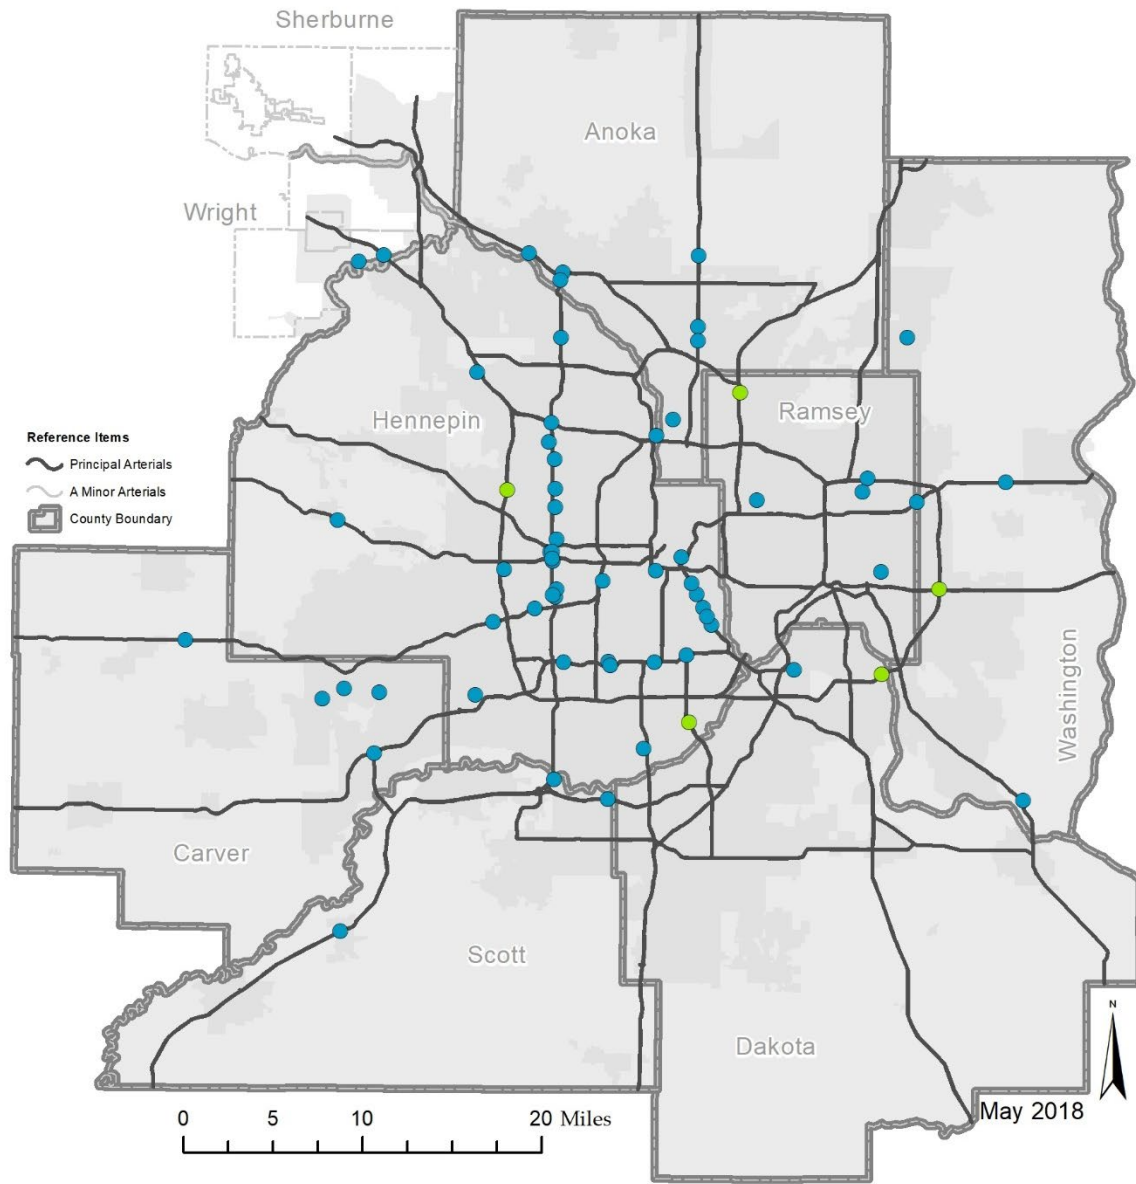 Sherburne
Anoka
Wright
Hennepin
Ramsey
Reference Items
Principal Arterials
A Minor Arterials
County Boundary
Washington
Carver
Scott
Dakota
N
May 2018
0 5 10 20 Miles